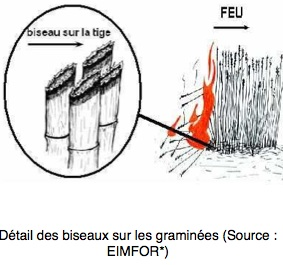 FEU
biseau sur la tige
Détail des biseaux sur les graminées (Source :
EIMFOR*)